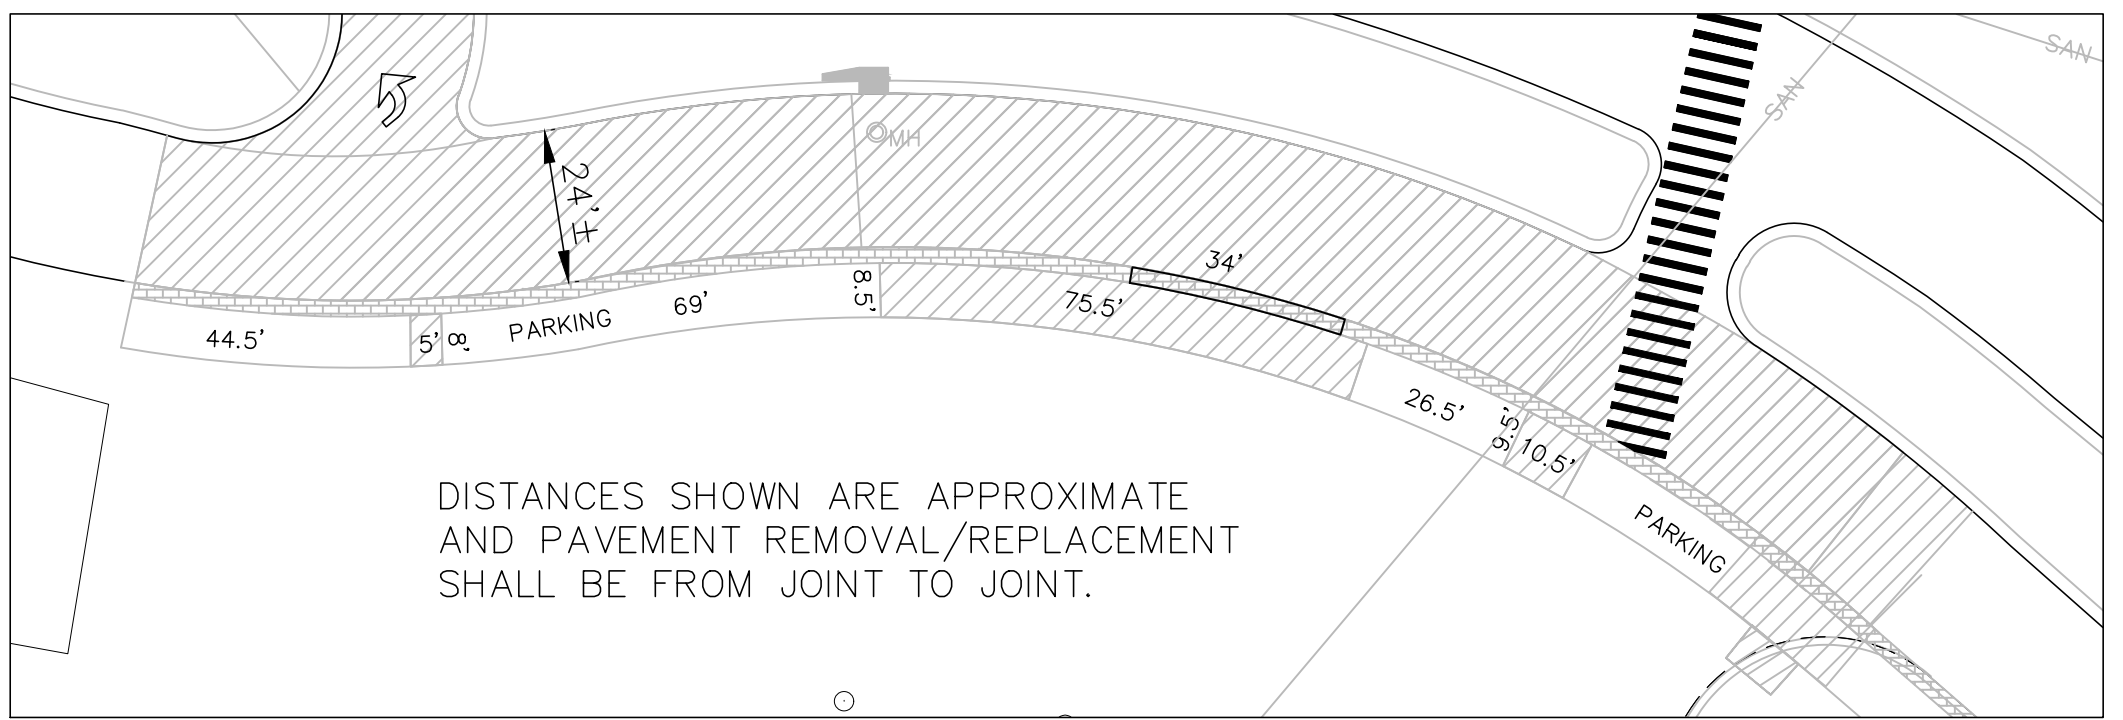 SAN
SAN
MH
24'±
34'
8.5'
75.5'
69'
PARKING
44.5'
5'
8'
26.5'
9.5'
10.5'
PARKING
DISTANCES SHOWN ARE APPROXIMATE
AND PAVEMENT REMOVAL/REPLACEMENT
SHALL BE FROM JOINT TO JOINT.